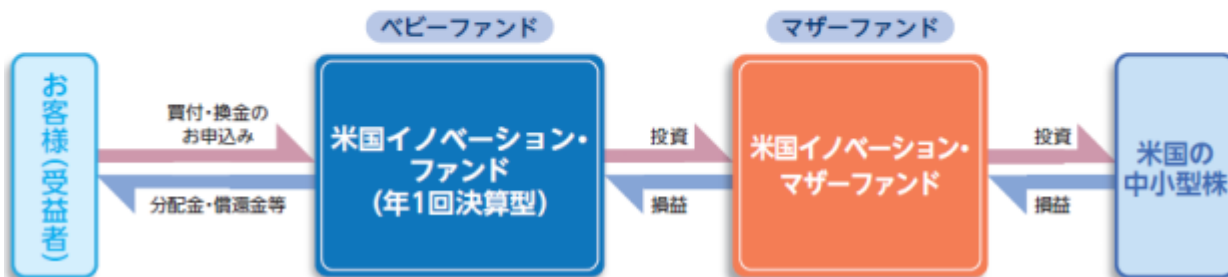 ベビーファンド
マザーファンド
お客様(受益者)
買付・換金の
お申込み
分配金・償還金等
米国イノベーション・
ファンド
(年1回決算型)
投資
損益
米国イノベーション・
マザーファンド
投資
損益
米国の
中小型株